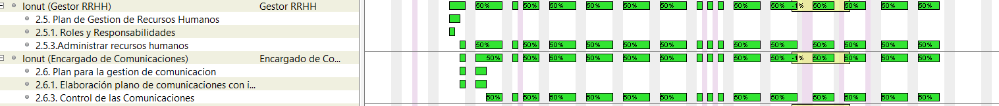 Ionut (Gestor RRHH) Gestor RRHH 50% 50% 50% 50% 50% 50% 50% 50% -1% 50% 50% 50% 50%
2.5. Plan de Gestion de Recursos Humanos
2.5.1. Roles y Responsabilidades
2.5.3.Administrar recursos humanos 50% 50% 50% 50% 50% 50% 50% 50% 50% 50% 50% 50%
Ionut (Encargado de Comunicaciones) Encargado de Co... 50% 50% 50% 50% 50% 50% 50% 50% -1% 50% 50% 50% 50%
2.6. Plan para la gestion de comunicacion
2.6.1. Elaboración plano de comunicaciones con i...
2.6.3. Control de las Comunicaciones 50% 50% 50% 50% 50% 50% 50% 50% 50% 50% 50% 50%